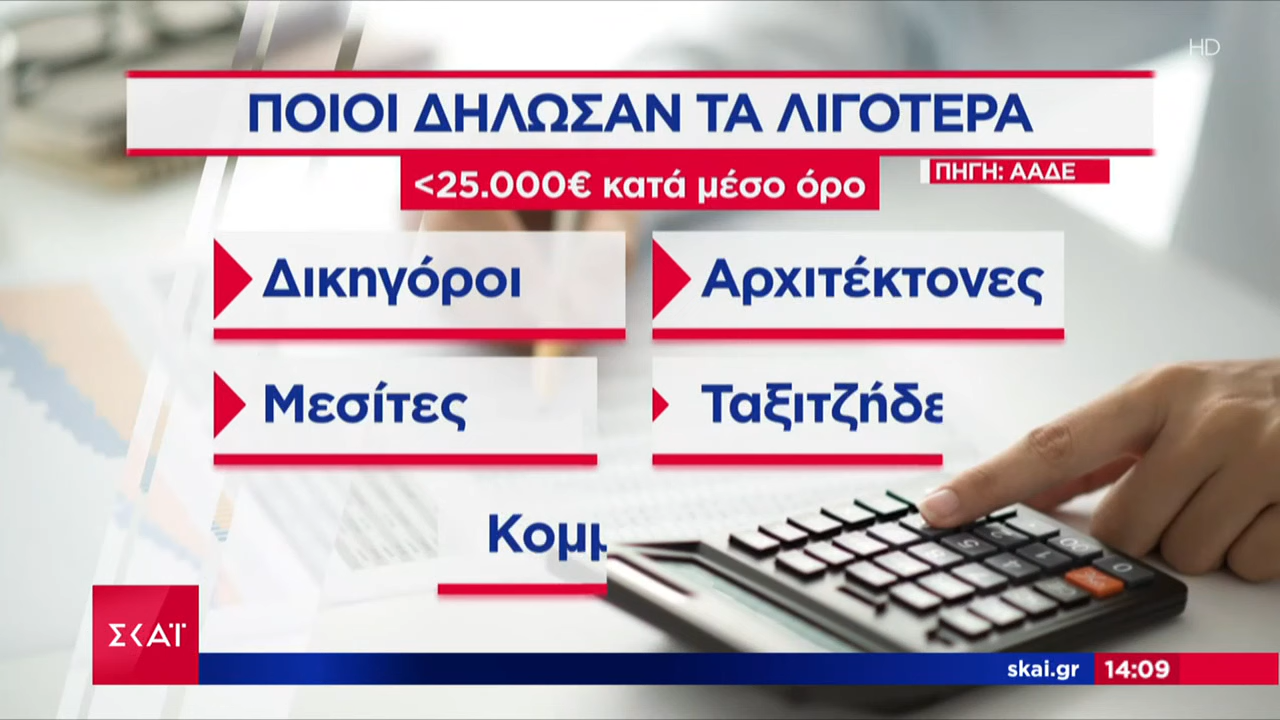 HD
ΠΟΙΟΙ ΔΗΛΩΣΑΝ ΤΑ ΛΙΓΟΤΕΡΑ
<25.000€ κατά μέσο όρο
ΠΗΓΗ: ΑΑΔΕ
Δικηγόροι
Αρχιτέκτονες
Μεσίτες
Ταξιτζήδε
Κομμ
ΣΚΑΪ
skai.gr
14:09